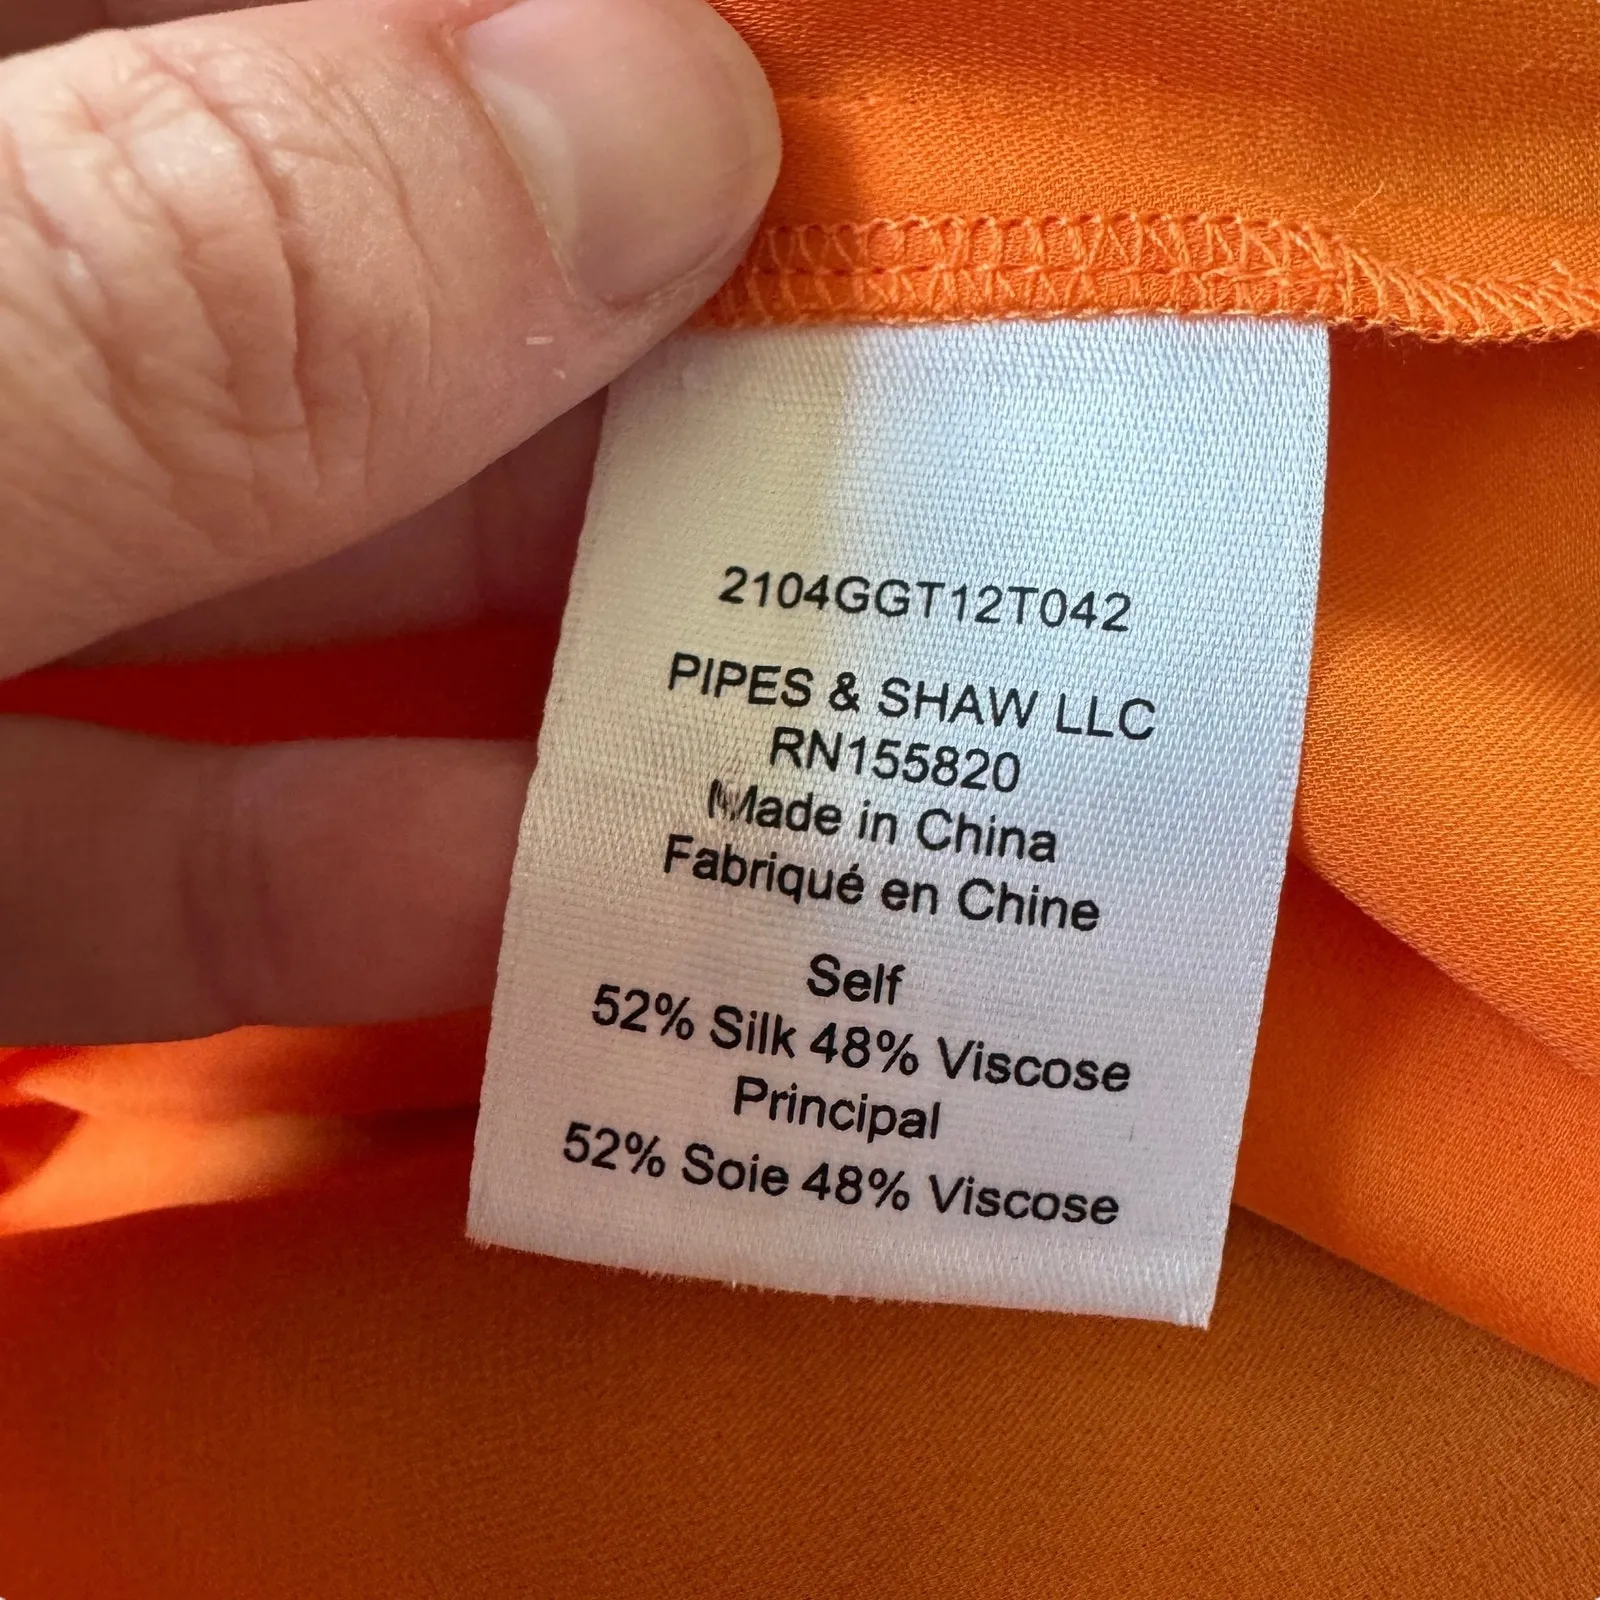 2104GGT12T042
PIPES & SHAW LLC
RN155820
Made in China
Fabriqué en Chine
Self
52% Silk 48% Viscose
Principal
52% Soie 48% Viscose